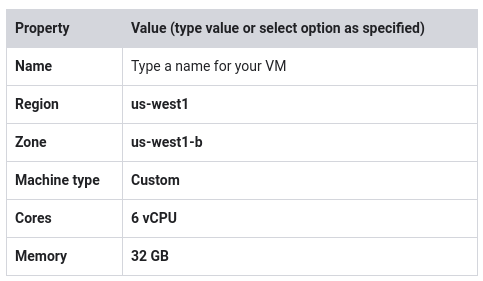 Property Value (type value or select option as specified)
Name Type a name for your VM
Region us-west1
Zone us-west1-b
Machine type Custom
Cores 6 vCPU
Memory 32 GB